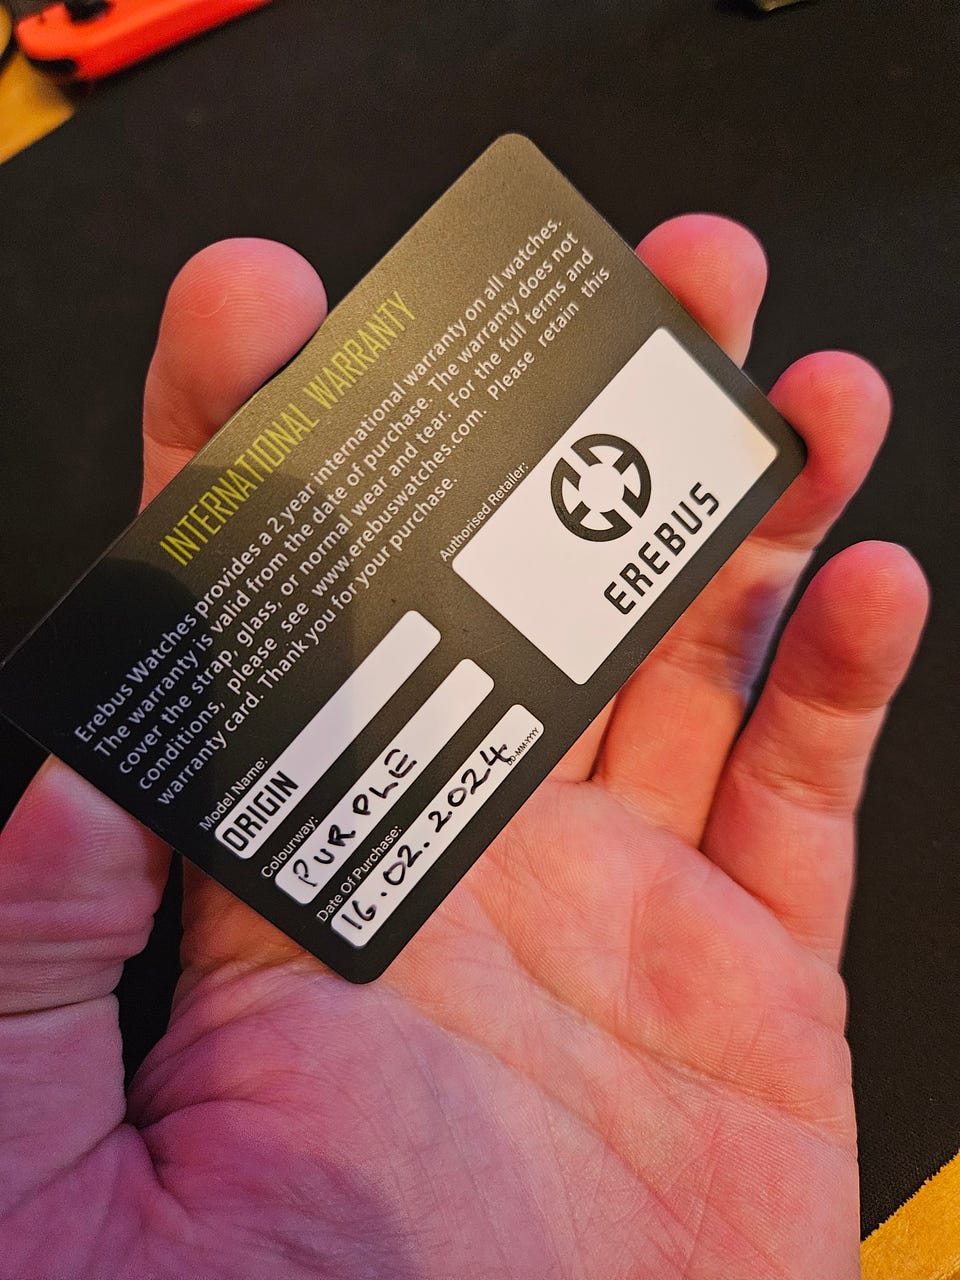 INTERNATIONAL WARRANTY
Erebus Watches provides a 2 year international warranty on all watches.
The warranty is valid from the date of purchase. The warranty does not
cover the strap, glass, or normal wear and tear. For the full terms and
conditions, please see www.erebuswatches.com. Please retain this
warranty card. Thank you for your purchase.
Model Name:
ORIGIN
Colourway:
PURPLE
Date Of Purchase:
16.02.2024
DD-MM-YYYY
Authorised Retailer:
EREBUS